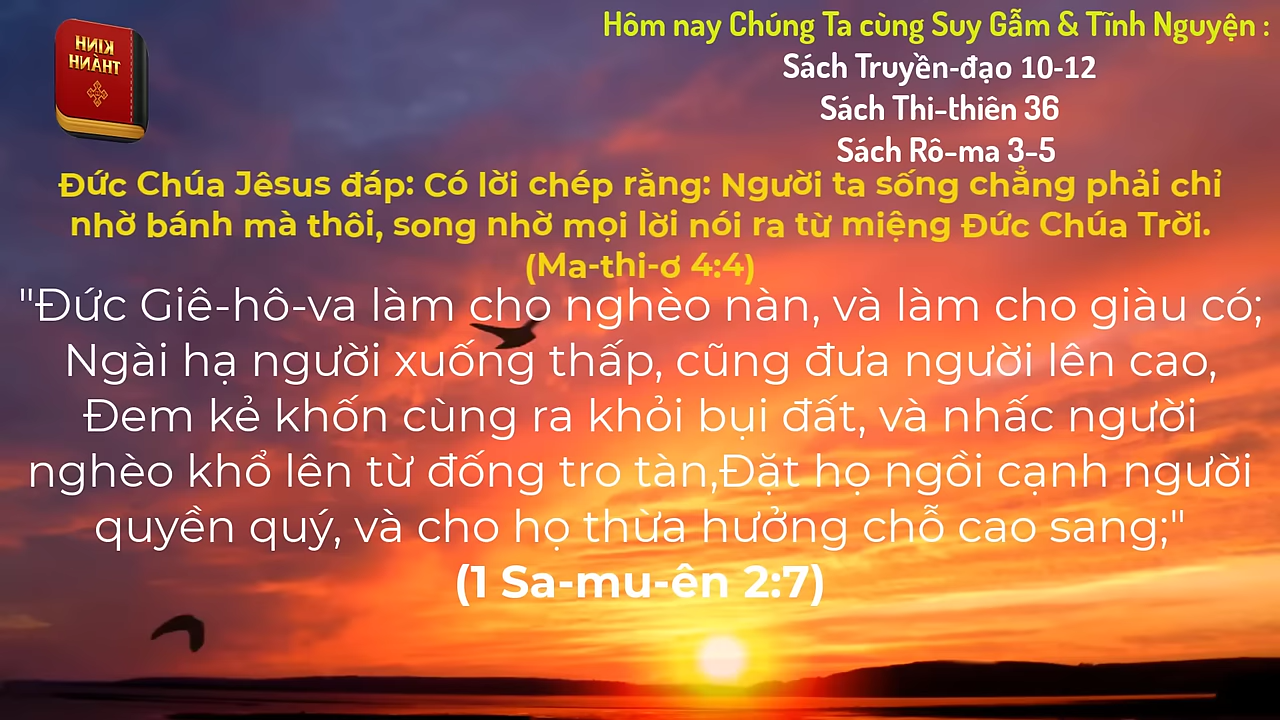 KINH
THÀNH
Hôm nay Chúng Ta cùng Suy Gẫm & Tĩnh Nguyện :
Sách Truyền-đạo 10-12
Sách Thi-thiên 36
Sách Rô-ma 3-5
Đức Chúa Jêsus đáp: Có lời chép rằng: Người ta sống chẳng phải chỉ
nhờ bánh mà thôi, song nhờ mọi lời nói ra từ miệng Đức Chúa Trời.
(Ma-thi-ơ 4:4)
"Đức Giê-hô-va làm cho nghèo nàn, và làm cho giàu có;
Ngài hạ người xuống thấp, cũng đưa người lên cao,
Đem kẻ khốn cùng ra khỏi bụi đất, và nhấc người
nghèo khổ lên từ đống tro tàn,Đặt họ ngồi cạnh người
quyền quý, và cho họ thừa hưởng chỗ cao sang;"
(1 Sa-mu-ên 2:7)